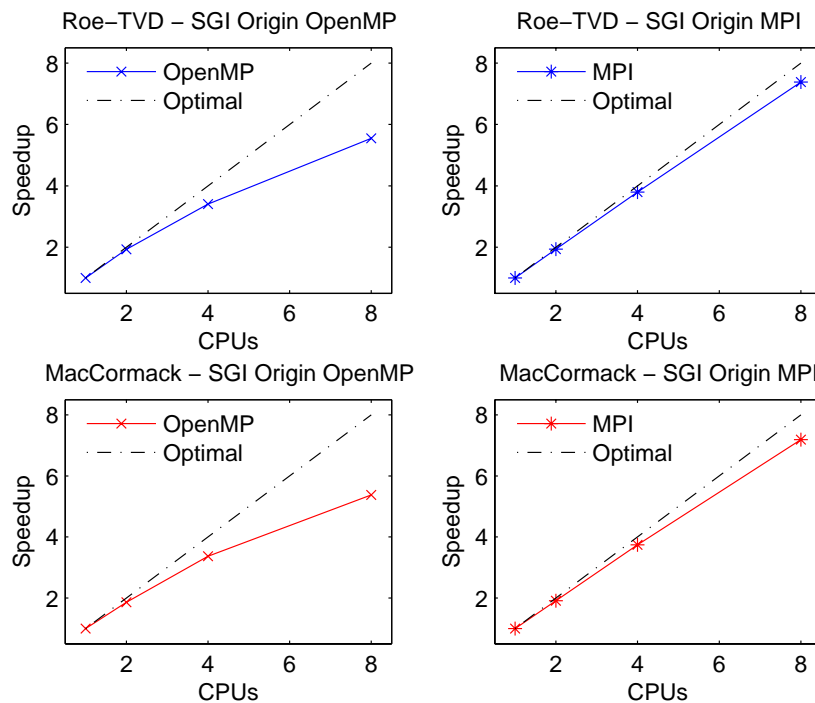 Roe−TVD − SGI Origin OpenMP
8
6
4
2
Speedup
OpenMP
Optimal
2
4
6
8
CPUs
Roe−TVD − SGI Origin MPI
8
6
4
2
Speedup
MPI
Optimal
2
4
6
8
CPUs
MacCormack − SGI Origin OpenMP
8
6
4
2
Speedup
OpenMP
Optimal
2
4
6
8
CPUs
MacCormack − SGI Origin MPI
8
6
4
2
Speedup
MPI
Optimal
2
4
6
8
CPUs